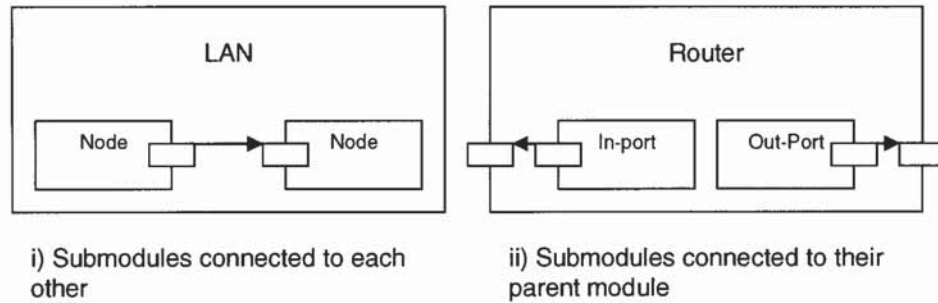 LAN
Node
Node
i) Submodules connected to each
other
Router
In-port
Out-Port
ii) Submodules connected to their
parent module